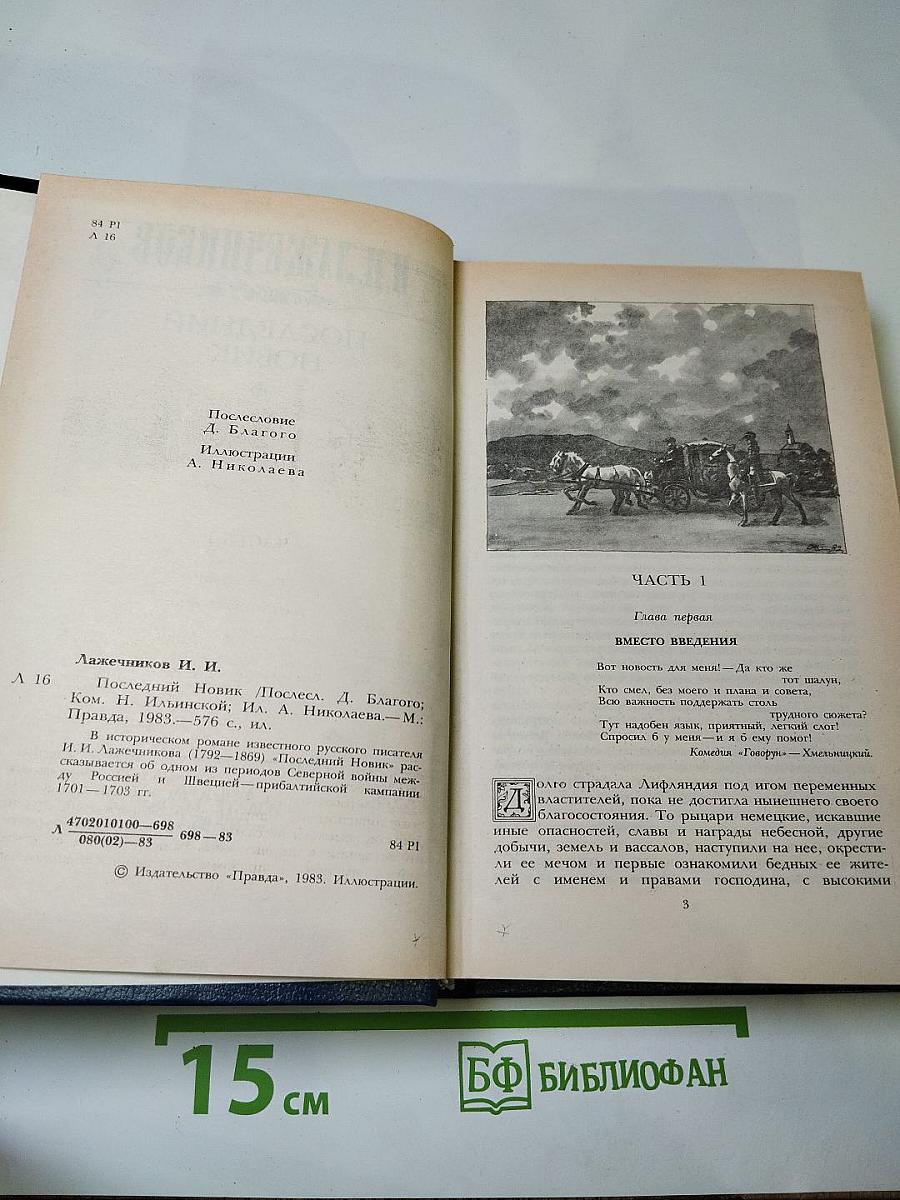 84 Р1
Л 16
Послесловие
Д. Благого
Иллюстрации
А. Николаева
Лажечников И. И.
Л 16
Последний Новик /Послесл. Д. Благого;
Ком. Н. Ильинской; Ил. А. Николаева.— М.:
Правда, 1983.—576 с., ил.
В историческом романе известного русского писателя
И. И. Лажечникова (1792—1869) «Последний Новик» рас-
сказывается об одном из периодов Северной войны меж-
ду Россией и Швецией—прибалтийской кампании
1701—1703 гг.
Л 4702010100—698
080(02)—83
698—83
84 Р1
© Издательство «Правда», 1983. Иллюстрации.
ЧАСТЬ 1
Глава первая
ВМЕСТО ВВЕДЕНИЯ
Вот новость для меня!—Да кто же
тот шалун,
Кто смел, без моего и плана и совета,
Всю важность поддержать столь
трудного сюжета?
Тут надобен язык, приятный, легкий слог!
Спросил б у меня—и я б ему помог!
Комедия «Говорун»—Хмельницкий.
Долго страдала Лифляндия под игом переменных
властителей, пока не достигла нынешнего своего
благосостояния. То рыцари немецкие, искавшие
иные опасностей, славы и награды небесной, другие
добычи, земель и вассалов, наступили на нее, окрести-
ли ее мечом и первые ознакомили бедных ее жите-
лей с именем и правами господина, с высокими
3
15 см
БФ БИБЛИОФАН